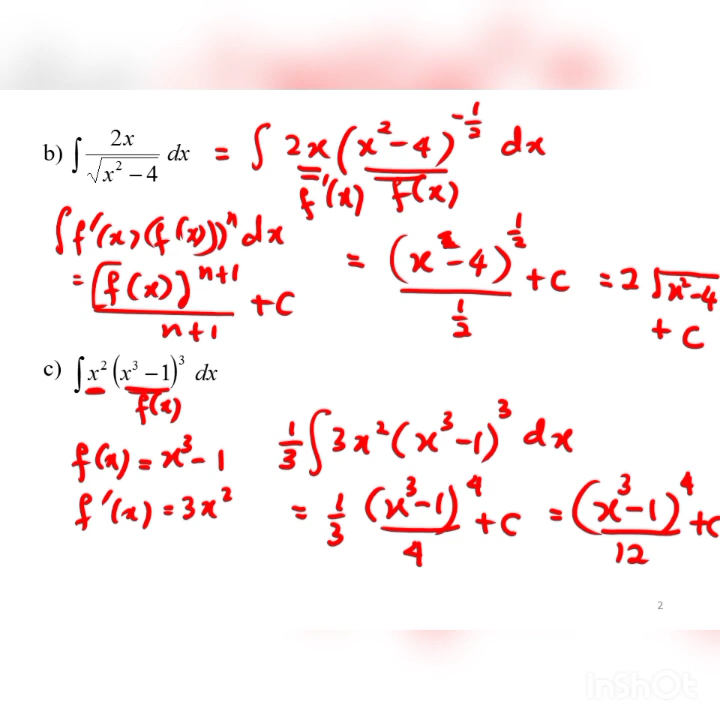 b) ∫ 2x/√(x² − 4) dx = ∫ 2x (x² − 4)^(-1/2) dx
f'(x) f(x)
∫ f'(x) (f(x))ⁿ dx
= [f(x)]^(n+1)/(n+1) + c
= (x² − 4)^(1/2)/(1/2) + c = 2√(x² − 4) + c
c) ∫ x² (x³ − 1)³ dx
f(x)
f(x) = x³ − 1
f'(x) = 3x²
1/3 ∫ 3x² (x³ − 1)³ dx
= 1/3 (x³ − 1)⁴/4 + c = (x³ − 1)⁴/12 + c
2
InShOt